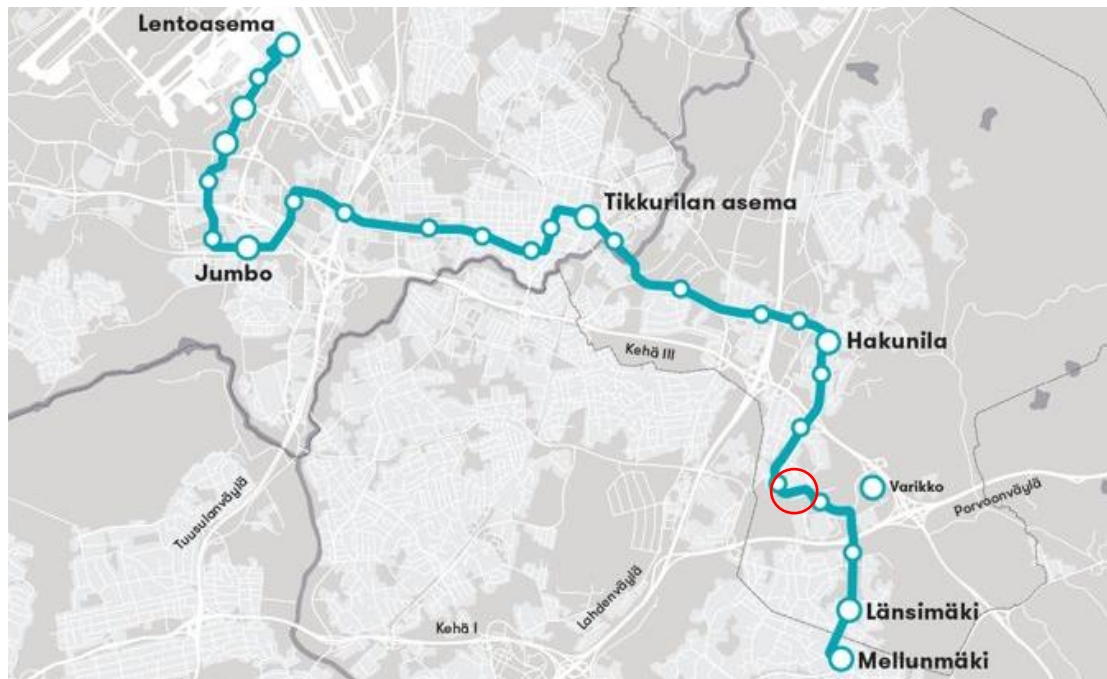 Lentoasema
Tikkurilan asema
Jumbo
Hakunila
Kehä III
Varikko
Porvoonväylä
Tuusulanväylä
Lahdenväylä
Länsimäki
Kehä I
Mellunmäki